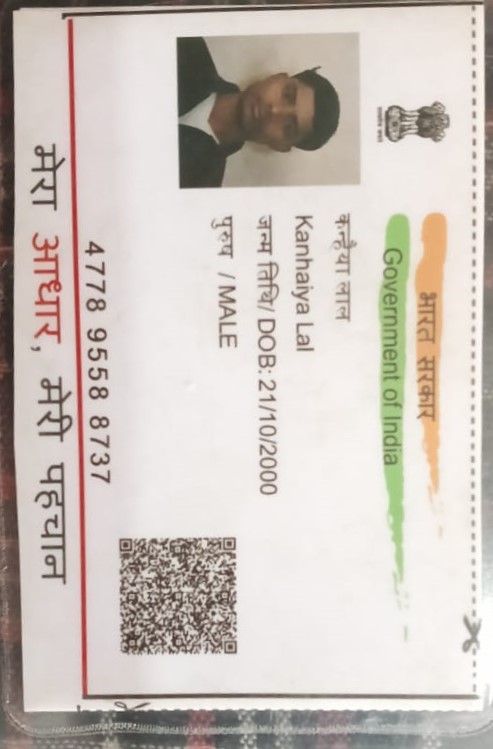 भारत सरकार
Government of India
कन्हैया लाल
Kanhaiya Lal
जन्म तिथि/ DOB: 21/10/2000
पुरुष / MALE
4778 9558 8737
मेरा आधार, मेरी पहचान